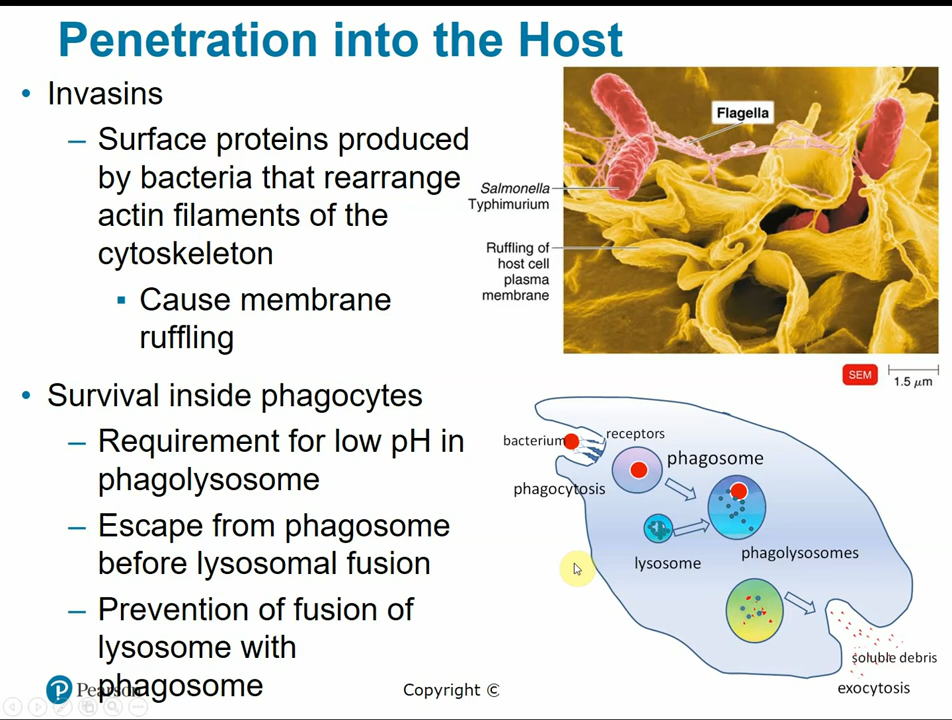 Penetration into the Host
• Invasins
– Surface proteins produced
by bacteria that rearrange
actin filaments of the
cytoskeleton
▪ Cause membrane
ruffling
• Survival inside phagocytes
– Requirement for low pH in
phagolysosome
– Escape from phagosome
before lysosomal fusion
– Prevention of fusion of
lysosome with
phagosome
Flagella
Salmonella
Typhimurium
Ruffling of
host cell
plasma
membrane
SEM
1.5 μm
bacterium
receptors
phagosome
phagocytosis
lysosome
phagolysosomes
soluble debris
exocytosis
Pearson
Copyright ©